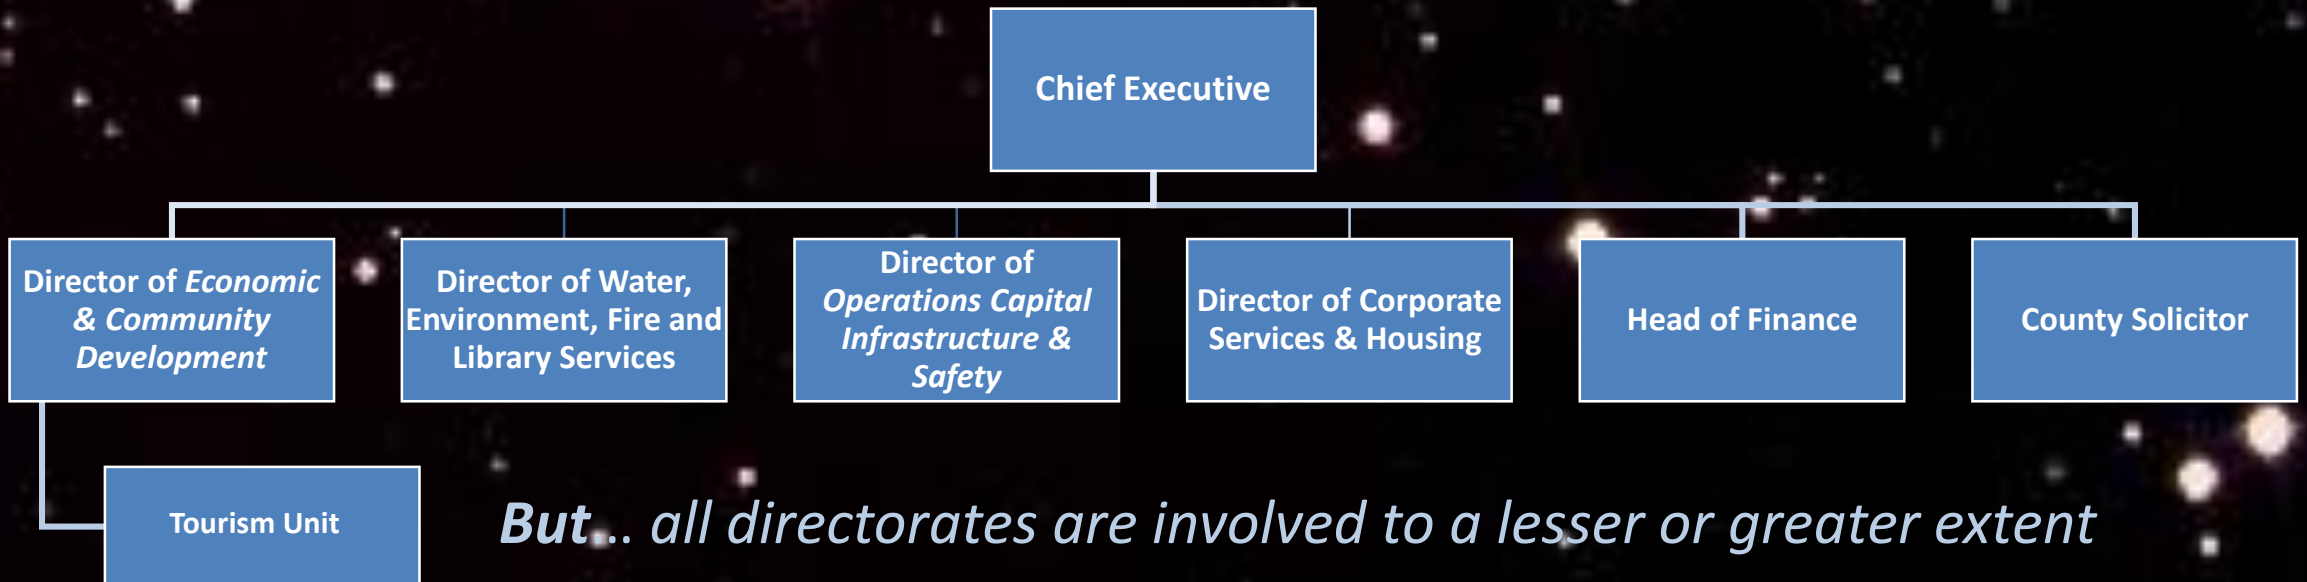 Chief Executive
Director of Economic
& Community
Development
Director of Water,
Environment, Fire and
Library Services
Director of
Operations Capital
Infrastructure &
Safety
Director of Corporate
Services & Housing
Head of Finance
County Solicitor
Tourism Unit
But... all directorates are involved to a lesser or greater extent